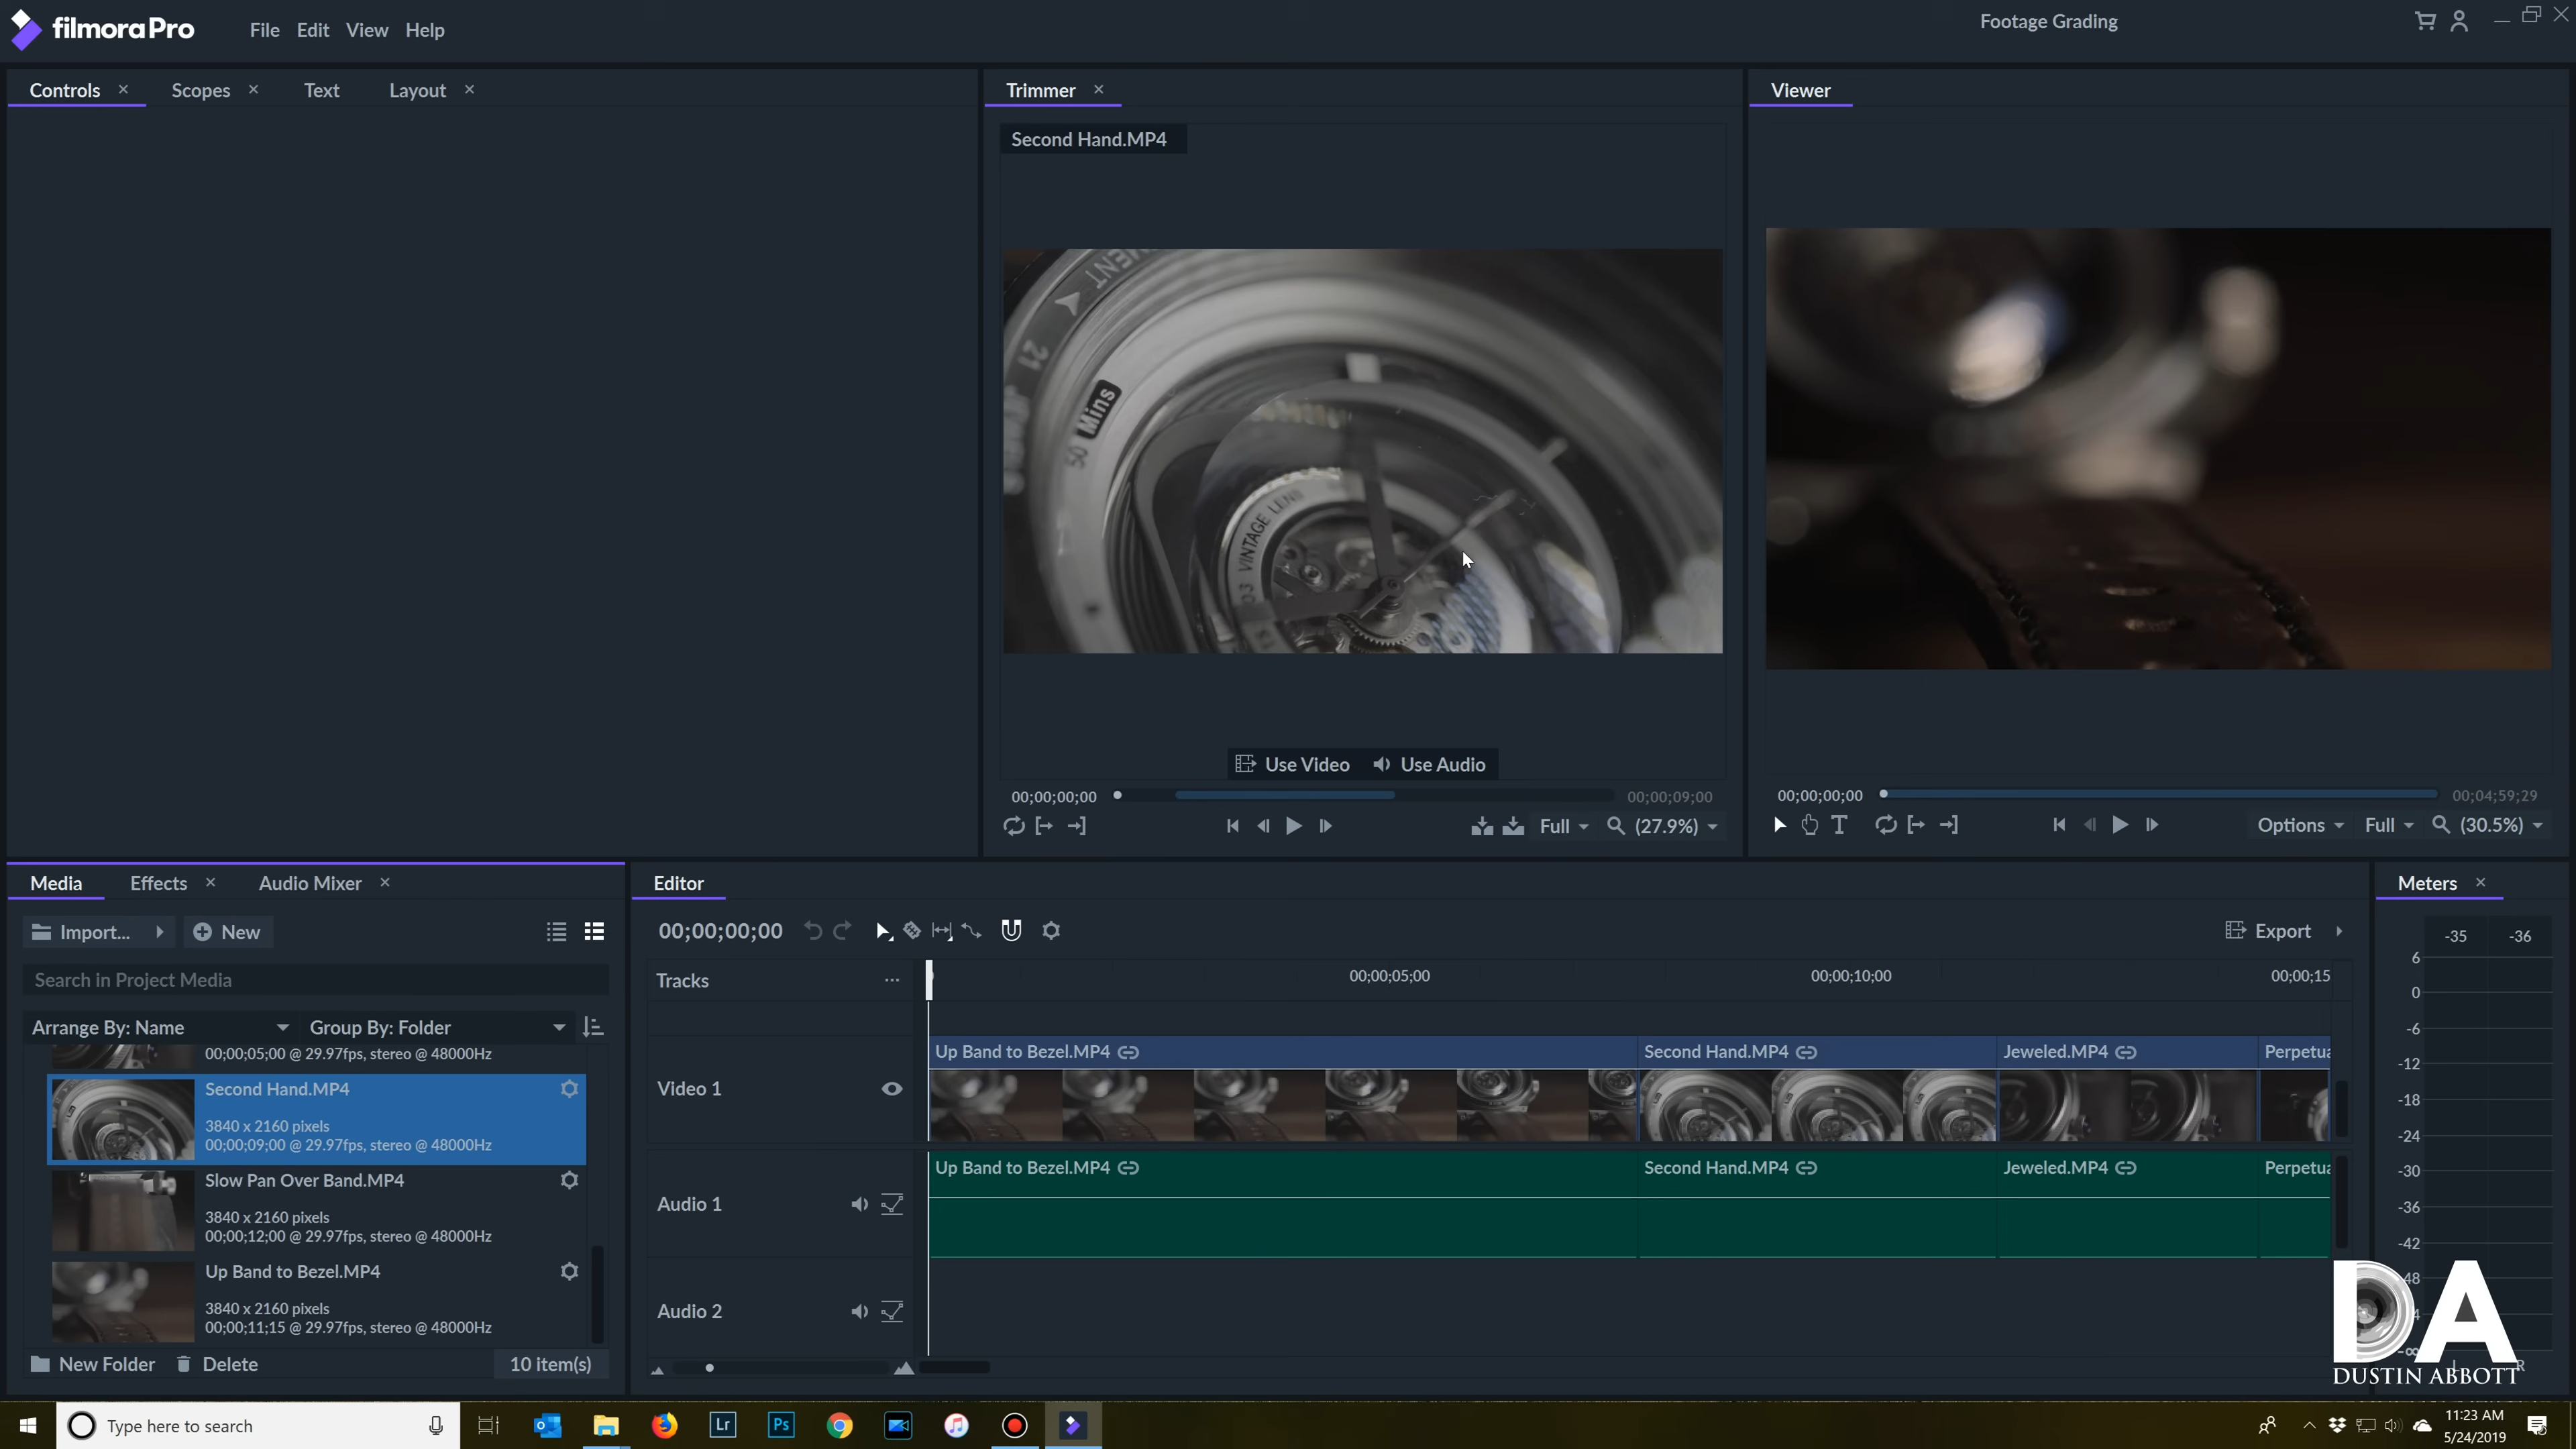 filmoraPro File Edit View Help Footage Grading
Controls Scopes Text Layout
Trimmer
Viewer
Second Hand.MP4
21
50 Mins
VINTAGE LENS
Use Video Use Audio
00;00;00;00 00;00;09;00
Full (27.9%)
00;00;00;00 00;04;59;29
Options Full (30.5%)
Media Effects Audio Mixer
Import... New
Search in Project Media
Arrange By: Name Group By: Folder
00;00;05;00 @ 29.97fps, stereo @ 48000Hz
Second Hand.MP4
3840 x 2160 pixels
00;00;09;00 @ 29.97fps, stereo @ 48000Hz
Slow Pan Over Band.MP4
3840 x 2160 pixels
00;00;12;00 @ 29.97fps, stereo @ 48000Hz
Up Band to Bezel.MP4
3840 x 2160 pixels
00;00;11;15 @ 29.97fps, stereo @ 48000Hz
New Folder Delete 10 item(s)
Editor
00;00;00;00 Export
Tracks 00;00;05;00 00;00;10;00 00;00;15
Up Band to Bezel.MP4 Second Hand.MP4 Jeweled.MP4 Perpetua
Video 1
Up Band to Bezel.MP4 Second Hand.MP4 Jeweled.MP4 Perpetua
Audio 1
Audio 2
Meters
-35 -36
6
0
-6
-12
-18
-24
-30
-36
-42
-∞ R
DA
DUSTIN ABBOTT
Type here to search
Lr
Ps
11:23 AM
5/24/2019